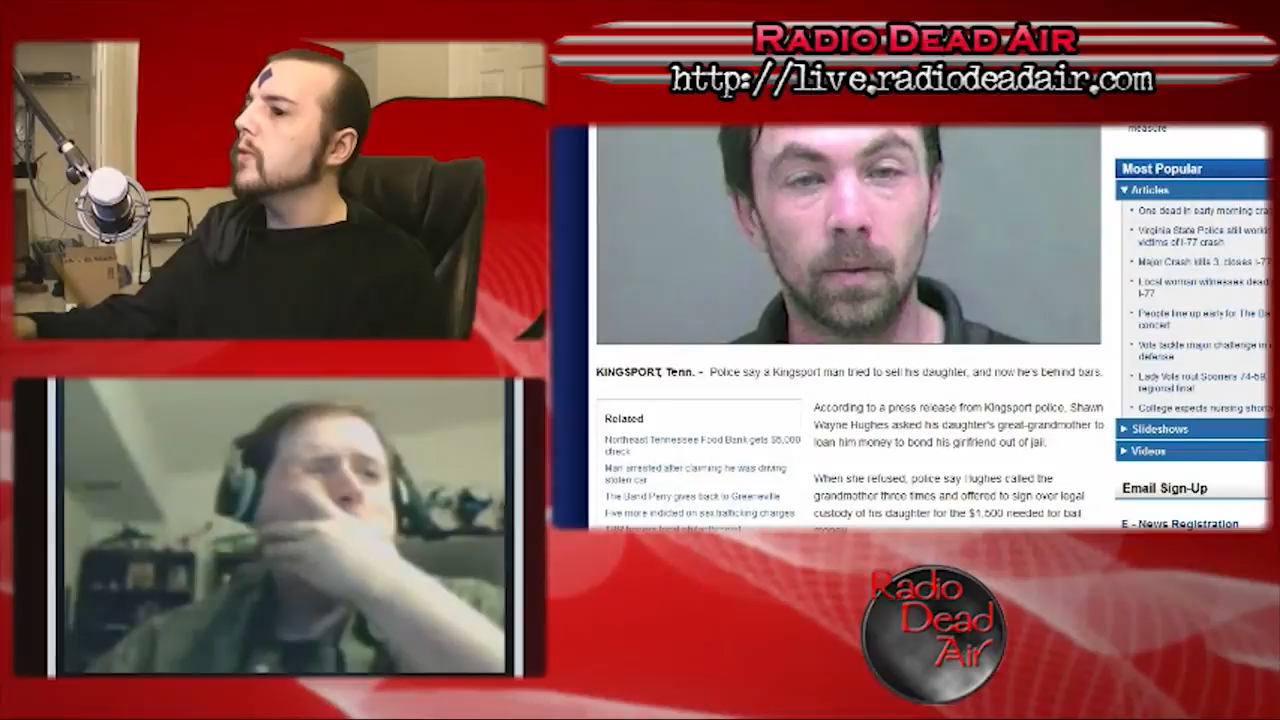 RADIO DEAD AIR
http://live.radiodeadair.com
measure
Most Popular
Articles
One dead in early morning
Virginia State Police still
victims of I-77 crash
Major Crash kills 3, closes I-77
Local woman witnesses
I-77
People line up early for The
concert
Vols tackle major challenge in
defense
Lady Vols rout Sooners 74-59,
regional final
College expects nursing
Slideshows
Videos
Email Sign-Up
E - News Registration
KINGSPORT, Tenn. - Police say a Kingsport man tried to sell his daughter, and now he's behind bars.
Related
Northeast Tennessee Food Bank gets $5,000
check
Man arrested after claiming he was driving
stolen car
The Band Perry gives back to Greeneville
Five more indicted on sex trafficking charges
According to a press release from Kingsport police, Shawn
Wayne Hughes asked his daughter's great-grandmother to
loan him money to bond his girlfriend out of jail.
When she refused, police say Hughes called the
grandmother three times and offered to sign over legal
custody of his daughter for the $1,500 needed for bail
Radio
Dead
Air